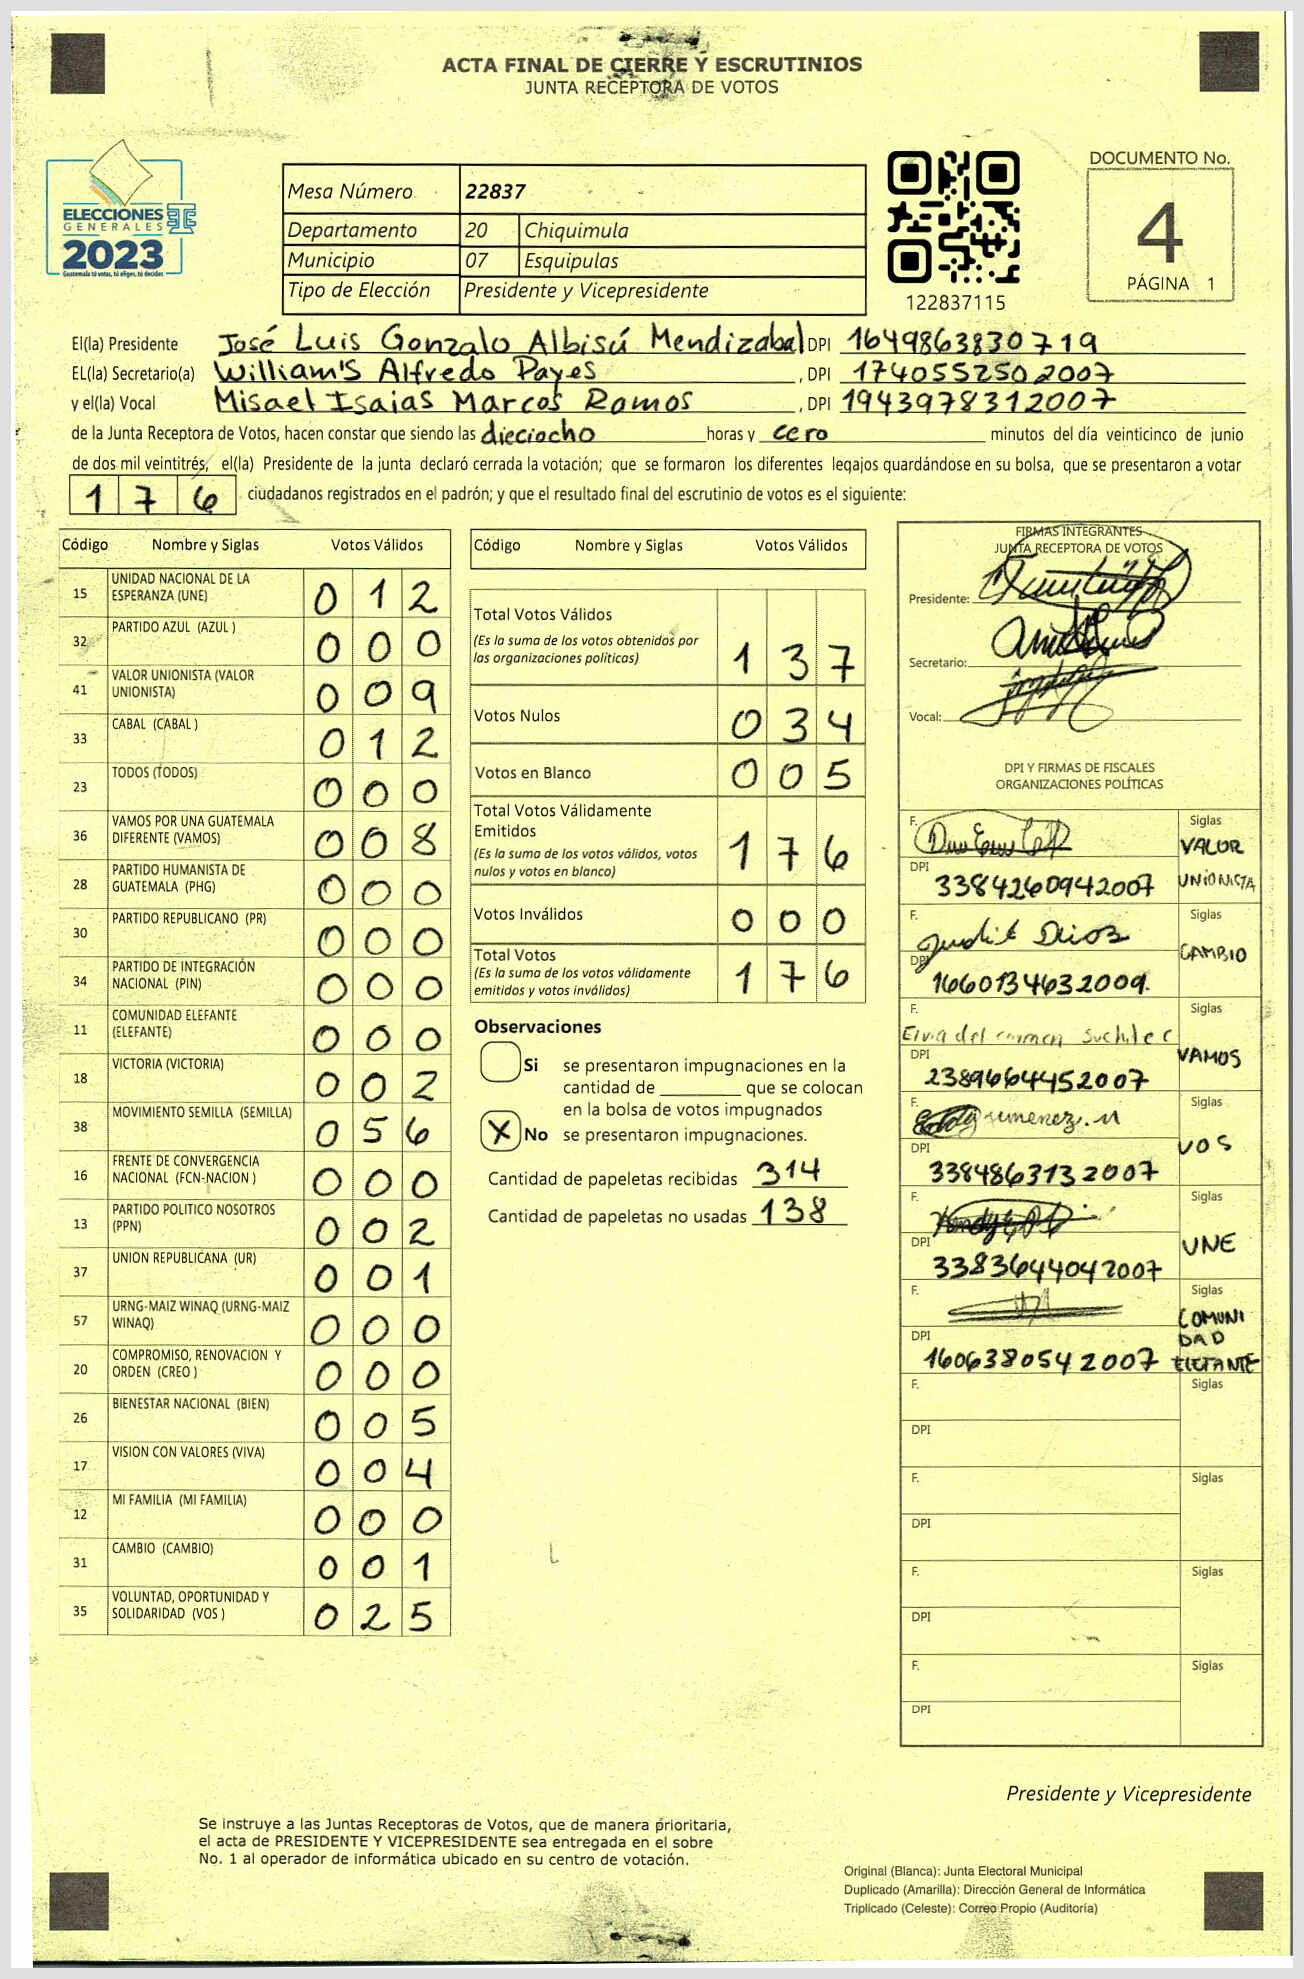 ACTA FINAL DE CIERRE Y ESCRUTINIOS
JUNTA RECEPTORA DE VOTOS
ELECCIONES
GENERALES
2023
Guatemala tú votas, tú eliges, tú decides
Mesa Número 22837
Departamento 20 Chiquimula
Municipio 07 Esquipulas
Tipo de Elección Presidente y Vicepresidente
122837115
DOCUMENTO No.
4
PÁGINA 1
El(la) Presidente José Luis Gonzalo Albisú Mendizabal DPI 1649863830719
EL(la) Secretario(a) William'S Alfredo Payes , DPI 1740552502007
y el(la) Vocal Misael Isaias Marcos Ramos , DPI 1943978312007
de la Junta Receptora de Votos, hacen constar que siendo las dieciocho horas y cero minutos del día veinticinco de junio
de dos mil veintitrés, el(la) Presidente de la junta declaró cerrada la votación; que se formaron los diferentes legajos guardándose en su bolsa, que se presentaron a votar
1 7 6 ciudadanos registrados en el padrón; y que el resultado final del escrutinio de votos es el siguiente:
Código Nombre y Siglas Votos Válidos
15 UNIDAD NACIONAL DE LA ESPERANZA (UNE) 0 1 2
32 PARTIDO AZUL (AZUL ) 0 0 0
41 VALOR UNIONISTA (VALOR UNIONISTA) 0 0 9
33 CABAL (CABAL ) 0 1 2
23 TODOS (TODOS) 0 0 0
36 VAMOS POR UNA GUATEMALA DIFERENTE (VAMOS) 0 0 8
28 PARTIDO HUMANISTA DE GUATEMALA (PHG) 0 0 0
30 PARTIDO REPUBLICANO (PR) 0 0 0
34 PARTIDO DE INTEGRACIÓN NACIONAL (PIN) 0 0 0
11 COMUNIDAD ELEFANTE (ELEFANTE) 0 0 0
18 VICTORIA (VICTORIA) 0 0 2
38 MOVIMIENTO SEMILLA (SEMILLA) 0 5 6
16 FRENTE DE CONVERGENCIA NACIONAL (FCN-NACION ) 0 0 0
13 PARTIDO POLITICO NOSOTROS (PPN) 0 0 2
37 UNION REPUBLICANA (UR) 0 0 1
57 URNG-MAIZ WINAQ (URNG-MAIZ WINAQ) 0 0 0
20 COMPROMISO, RENOVACION Y ORDEN (CREO ) 0 0 0
26 BIENESTAR NACIONAL (BIEN) 0 0 5
17 VISION CON VALORES (VIVA) 0 0 4
12 MI FAMILIA (MI FAMILIA) 0 0 0
31 CAMBIO (CAMBIO) 0 0 1
35 VOLUNTAD, OPORTUNIDAD Y SOLIDARIDAD (VOS ) 0 2 5
Código Nombre y Siglas Votos Válidos
Total Votos Válidos
(Es la suma de los votos obtenidos por
las organizaciones políticas) 1 3 7
Votos Nulos 0 3 4
Votos en Blanco 0 0 5
Total Votos Válidamente
Emitidos
(Es la suma de los votos válidos, votos
nulos y votos en blanco) 1 7 6
Votos Inválidos 0 0 0
Total Votos
(Es la suma de los votos válidamente
emitidos y votos inválidos) 1 7 6
Observaciones
Si se presentaron impugnaciones en la
cantidad de ________ que se colocan
en la bolsa de votos impugnados
X No se presentaron impugnaciones.
Cantidad de papeletas recibidas 314
Cantidad de papeletas no usadas 138
FIRMAS INTEGRANTES
JUNTA RECEPTORA DE VOTOS
Presidente:
Secretario:
Vocal:
DPI Y FIRMAS DE FISCALES
ORGANIZACIONES POLÍTICAS
F. Siglas
VALOR
DPI 3384260942007 UNIONISTA
F. Judit Siglas
CAMBIO
DPI 1660134632009
F. Siglas
Elvia del carmen Suchite C
DPI VAMOS
2389664452007
F. Jimenez. M Siglas
DPI VOS
3384863132007
F. Siglas
DPI UNE
3383644042007
F. Siglas
COMUNI
DPI DAD
1606380542007 ELEFANTE
F. Siglas
DPI
F. Siglas
DPI
F. Siglas
DPI
F. Siglas
DPI
Presidente y Vicepresidente
Se instruye a las Juntas Receptoras de Votos, que de manera prioritaria,
el acta de PRESIDENTE Y VICEPRESIDENTE sea entregada en el sobre
No. 1 al operador de informática ubicado en su centro de votación.
Original (Blanca): Junta Electoral Municipal
Duplicado (Amarilla): Dirección General de Informática
Triplicado (Celeste): Correo Propio (Auditoría)